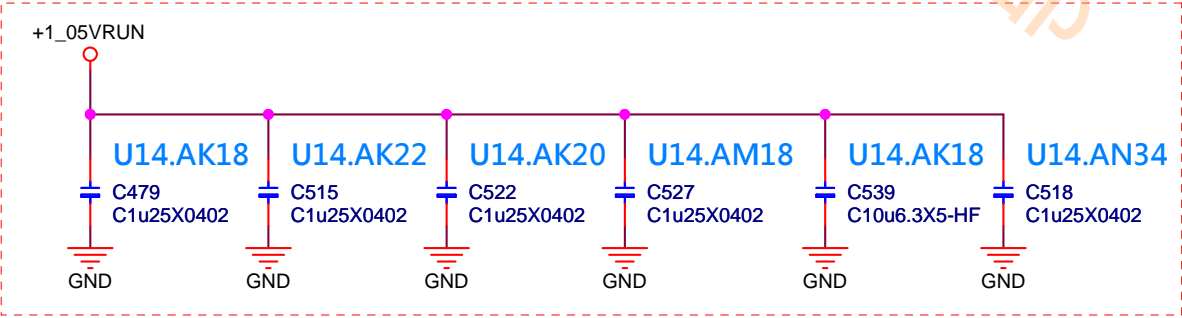 +1_05VRUN
U14.AK18 U14.AK22 U14.AK20 U14.AM18 U14.AK18 U14.AN34
C479 C515 C522 C527 C539 C518
C1u25X0402 C1u25X0402 C1u25X0402 C1u25X0402 C10u6.3X5-HF C1u25X0402
GND GND GND GND GND GND